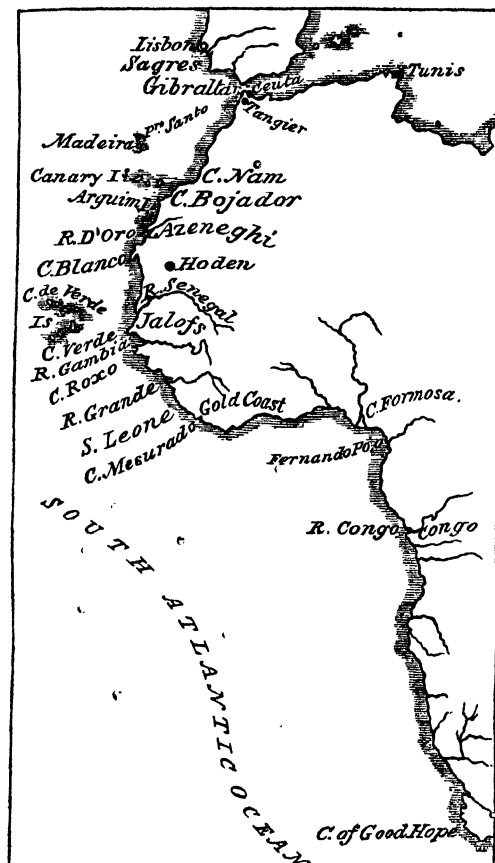 Lisbon
Sagres
Gibralta
Ceuta
Tunis
Tangier
Pto. Santo
Madeira
Canary Is
C. Nam
Arguim
C. Bojador
R. D'Oro
Azeneghi
C. Blanco
Hoden
C. de Verde
Is
R. Senegal
Jalofs
C. Verde
R. Gambia
C. Roxo
R. Grande
Gold Coast
C. Formosa.
S. Leone
C. Mesurado
Fernando Poo
R. Congo
Congo
SOUTH ATLANTIC OCEAN
C. of Good Hope